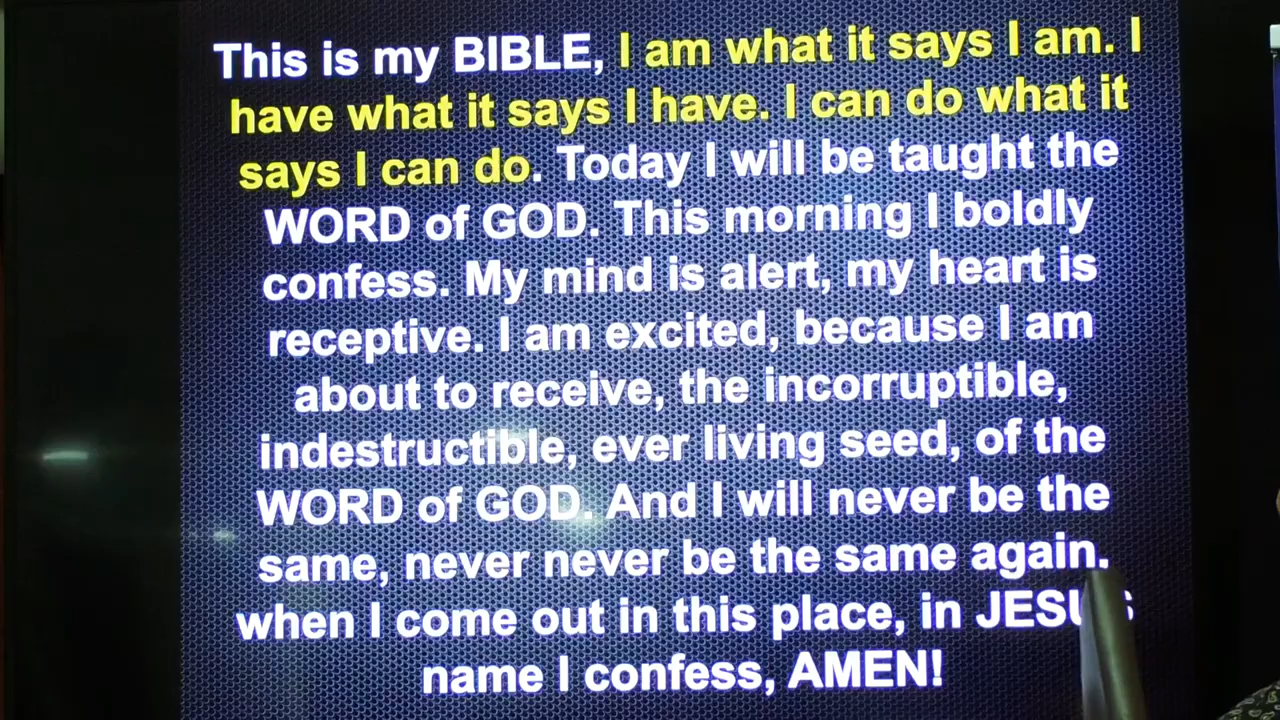 This is my BIBLE, I am what it says I am. I
have what it says I have. I can do what it
says I can do. Today I will be taught the
WORD of GOD. This morning I boldly
confess. My mind is alert, my heart is
receptive. I am excited, because I am
about to receive, the incorruptible,
indestructible, ever living seed, of the
WORD of GOD. And I will never be the
same, never never be the same again.
when I come out in this place, in JESUS
name I confess, AMEN!